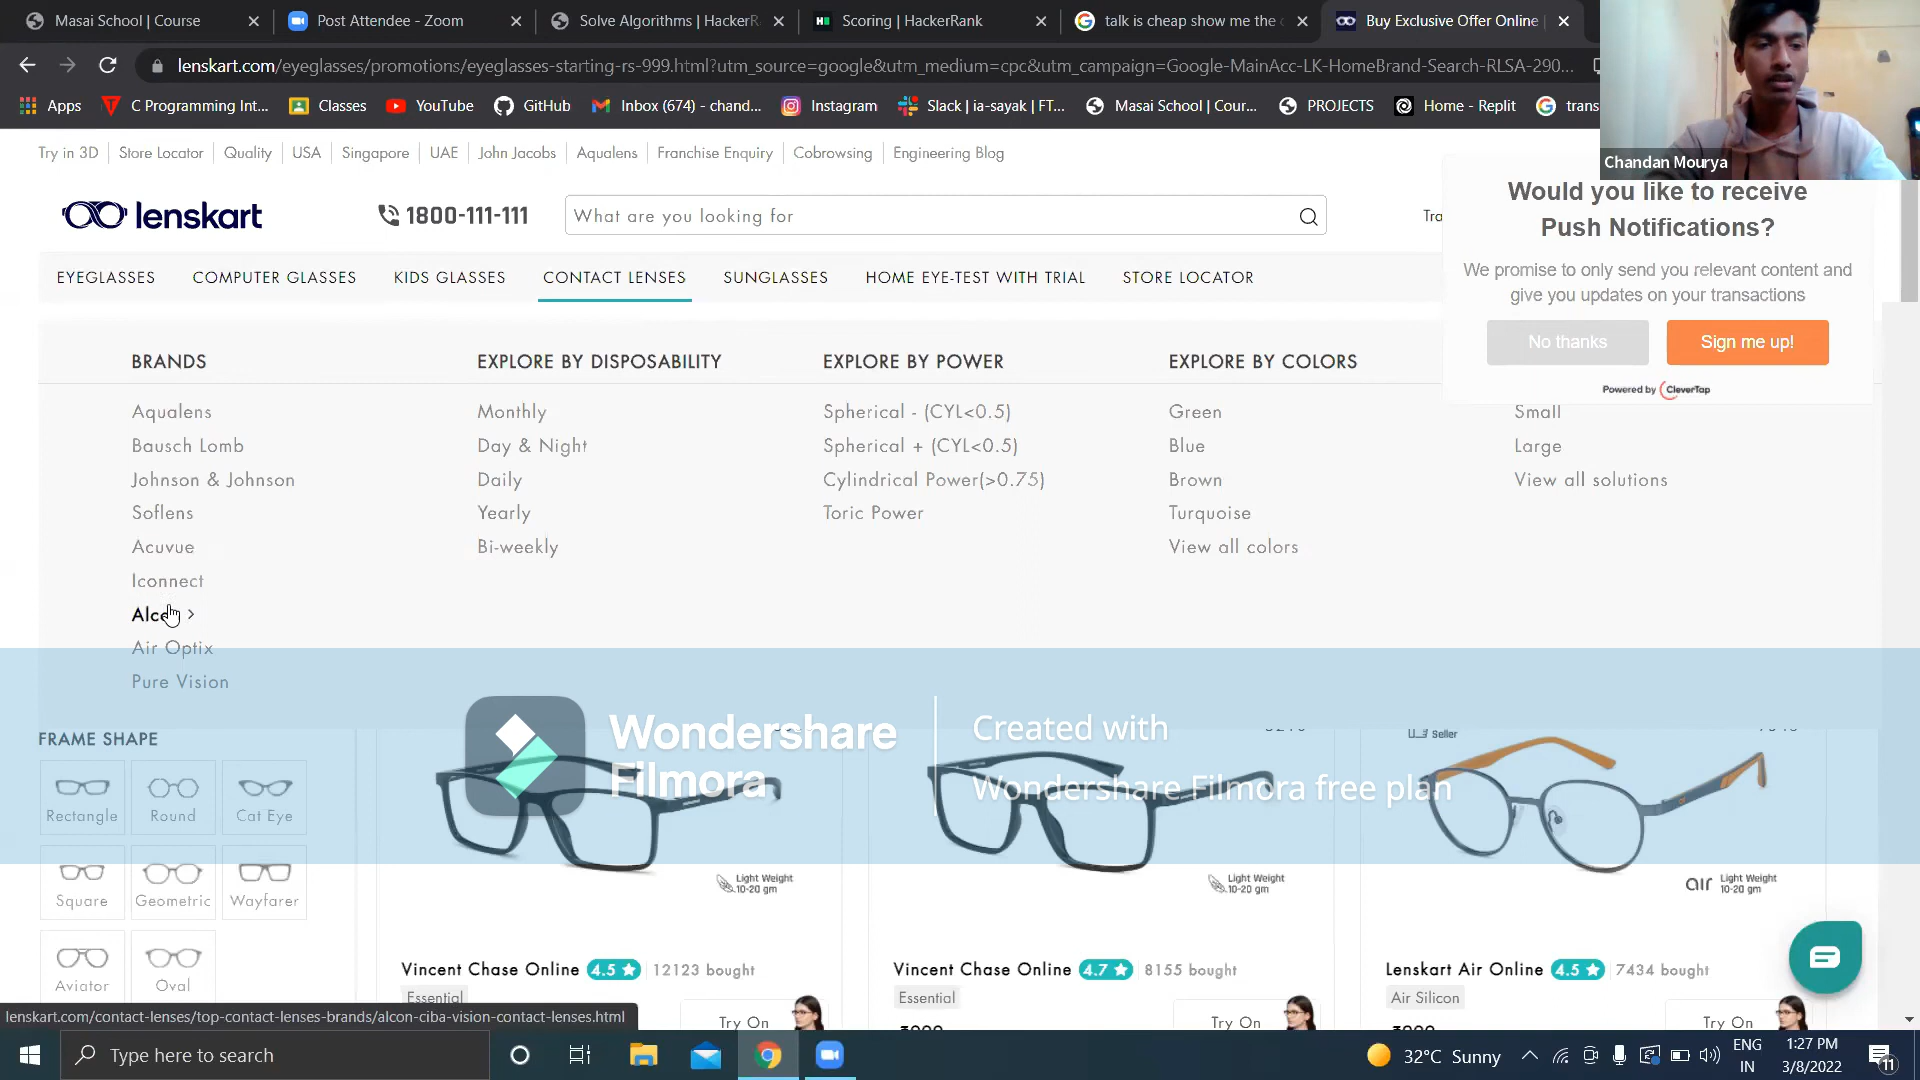 Masai School | Course
Post Attendee - Zoom
Solve Algorithms | HackerR
Scoring | HackerRank
talk is cheap show me the
Buy Exclusive Offer Online
lenskart.com/eyeglasses/promotions/eyeglasses-starting-rs-999.html?utm_source=google&utm_medium=cpc&utm_campaign=Google-MainAcc-LK-HomeBrand-Search-RLSA-290...
Apps
C Programming Int...
Classes
YouTube
GitHub
Inbox (674) - chand...
Instagram
Slack | ia-sayak | FT...
Masai School | Cour...
PROJECTS
Home - Replit
trans
Chandan Mourya
Try in 3D
Store Locator
Quality
USA
Singapore
UAE
John Jacobs
Aqualens
Franchise Enquiry
Cobrowsing
Engineering Blog
lenskart
1800-111-111
What are you looking for
Tra
Would you like to receive
Push Notifications?
We promise to only send you relevant content and
give you updates on your transactions
No thanks
Sign me up!
Powered by CleverTap
EYEGLASSES
COMPUTER GLASSES
KIDS GLASSES
CONTACT LENSES
SUNGLASSES
HOME EYE-TEST WITH TRIAL
STORE LOCATOR
BRANDS
Aqualens
Bausch Lomb
Johnson & Johnson
Soflens
Acuvue
Iconnect
Alc >
Air Optix
Pure Vision
EXPLORE BY DISPOSABILITY
Monthly
Day & Night
Daily
Yearly
Bi-weekly
EXPLORE BY POWER
Spherical - (CYL<0.5)
Spherical + (CYL<0.5)
Cylindrical Power(>0.75)
Toric Power
EXPLORE BY COLORS
Green
Blue
Brown
Turquoise
View all colors
Small
Large
View all solutions
Wondershare
Filmora
Created with
Wondershare Filmora free plan
FRAME SHAPE
Rectangle
Round
Cat Eye
Square
Geometric
Wayfarer
Aviator
Oval
Light Weight
10-20 gm
Light Weight
10-20 gm
Seller
air
Light Weight
10-20 gm
Vincent Chase Online 4.5 ★ 12123 bought
Essential
Try On
Vincent Chase Online 4.7 ★ 8155 bought
Essential
Try On
Lenskart Air Online 4.5 ★ 7434 bought
Air Silicon
Try On
lenskart.com/contact-lenses/top-contact-lenses-brands/alcon-ciba-vision-contact-lenses.html
Type here to search
32°C Sunny
ENG
IN
1:27 PM
3/8/2022
11